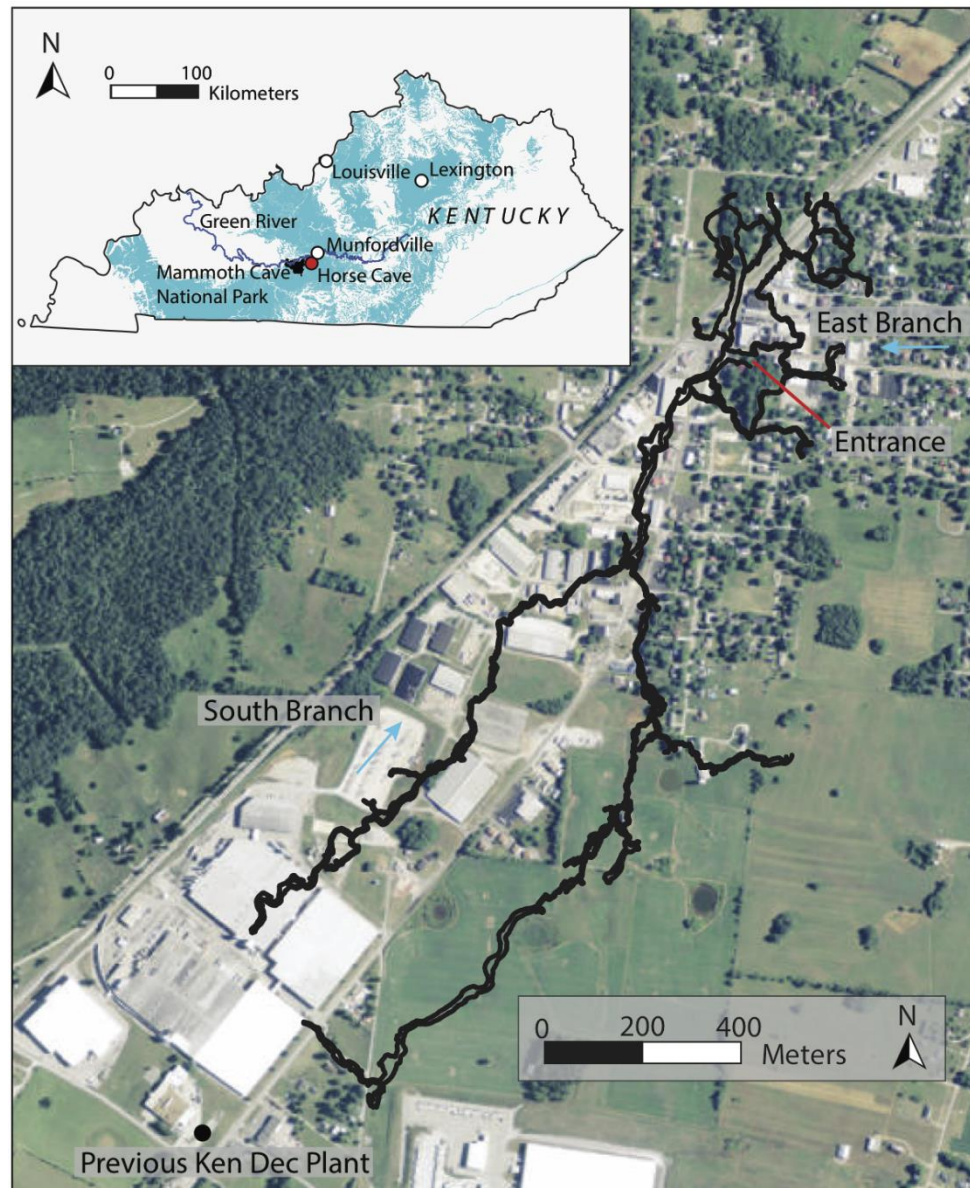 N
0 100
Kilometers
Louisville
Lexington
Green River
KENTUCKY
Munfordville
Mammoth Cave
National Park
Horse Cave
East Branch
Entrance
South Branch
0 200 400
Meters
N
Previous Ken Dec Plant